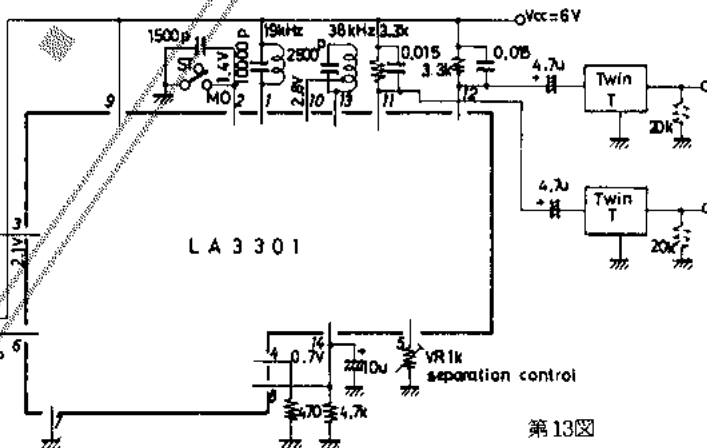 Vcc=6V
1500p
19kHz
38kHz
3.3k
ST
1.4V
10000p
2500p
0,015
3.3k
0,015
4.7u
Twin
T
MO
2.8V
9
2
1
10
13
11
12
20k
4.7u
Twin
T
3
2.1V
LA3301
20k
6
14
5
4
0.7V
10u
VR1k
separation control
8
470
4.7k
7
第13図